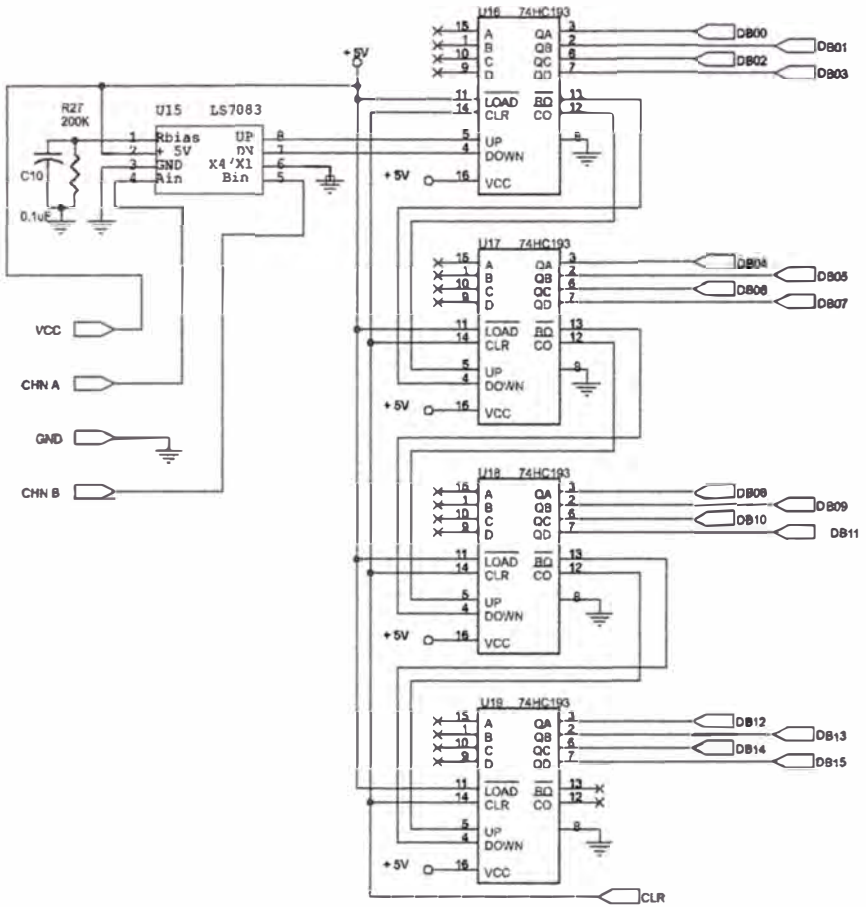 U16 74HC193
15 A QA 3 DB00
1 B QB 2 DB01
10 C QC 6 DB02
9 D QD 7 DB03
+5V
11 LOAD BO 11
14 CLR CO 12
5 UP 8
4 DOWN
+5V 16 VCC
R27
200K
U15 LS7083
1 Rbias UP 8
2 + 5V DN 7
3 GND X4'X1 6
4 Ain Bin 5
C10
0.1uF
VCC
CHN A
GND
CHN B
U17 74HC193
15 A QA 3 DB04
1 B QB 2 DB05
10 C QC 6 DB06
9 D QD 7 DB07
11 LOAD BO 13
14 CLR CO 12
5 UP 8
4 DOWN
+5V 16 VCC
U18 74HC193
15 A QA 3 DB08
1 B QB 2 DB09
10 C QC 6 DB10
9 D QD 7 DB11
11 LOAD BO 13
14 CLR CO 12
5 UP 8
4 DOWN
+5V 16 VCC
U19 74HC193
15 A QA 3 DB12
1 B QB 2 DB13
10 C QC 6 DB14
9 D QD 7 DB15
11 LOAD BO 13
14 CLR CO 12
5 UP 8
4 DOWN
+5V 16 VCC
CLR